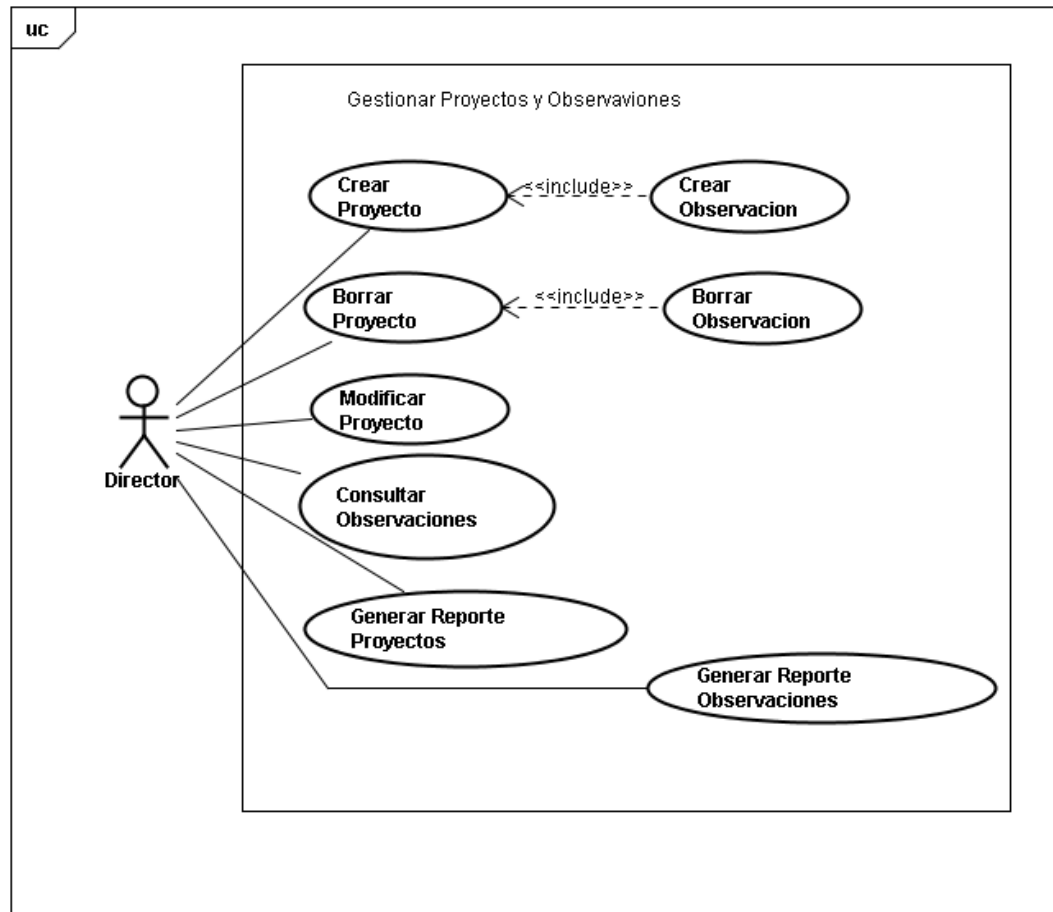 uc
Gestionar Proyectos y Observaviones
Crear
Proyecto
<<include>>
Crear
Observacion
Borrar
Proyecto
<<include>>
Borrar
Observacion
Modificar
Proyecto
Director
Consultar
Observaciones
Generar Reporte
Proyectos
Generar Reporte
Observaciones